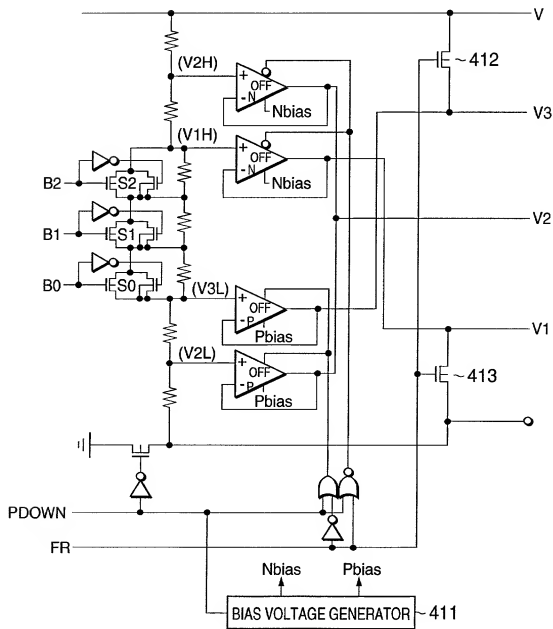 V
412
(V2H)
+
OFF
-N
Nbias
V3
(V1H)
+
OFF
-N
Nbias
B2
S2
B1
S1
V2
B0
S0
(V3L)
+
OFF
-P
Pbias
V1
(V2L)
+
OFF
-P
Pbias
413
PDOWN
FR
Nbias
Pbias
BIAS VOLTAGE GENERATOR
411